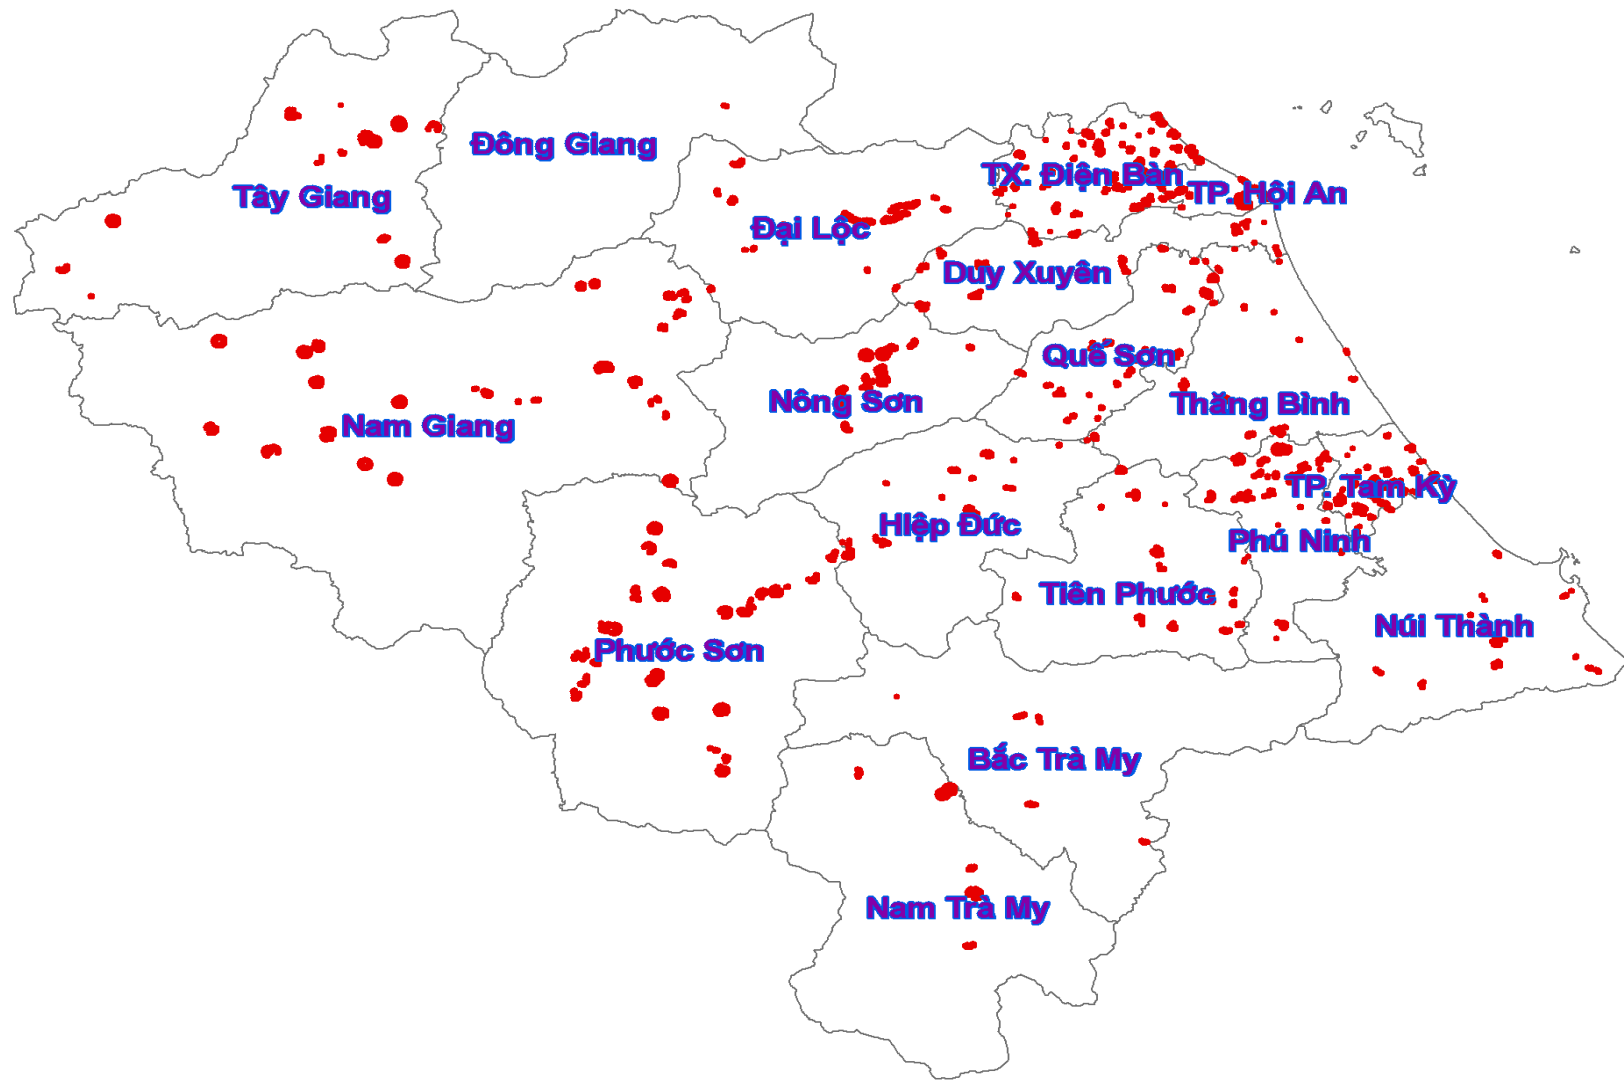 Đông Giang
Tây Giang
TX. Điện Bàn
TP. Hội An
Đại Lộc
Duy Xuyên
Quế Sơn
Nông Sơn
Thăng Bình
Nam Giang
TP. Tam Kỳ
Hiệp Đức
Phú Ninh
Tiên Phước
Núi Thành
Phước Sơn
Bắc Trà My
Nam Trà My